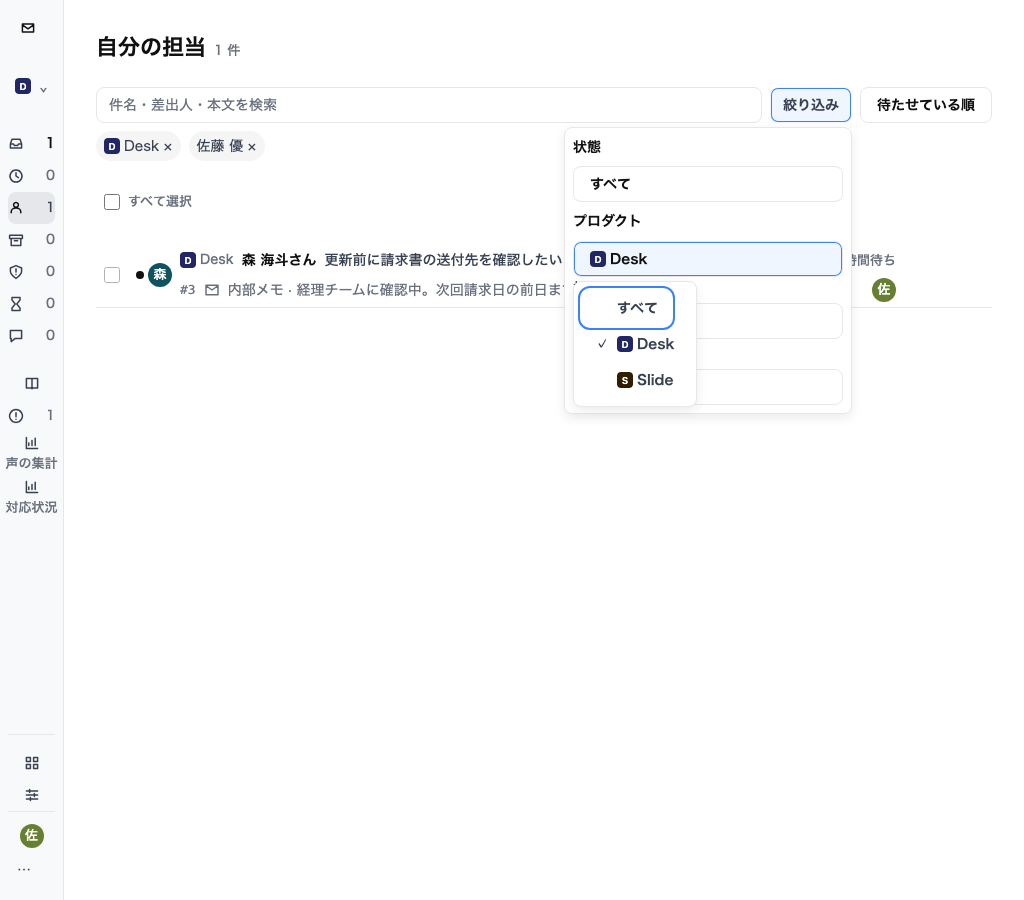 自分の担当 1 件
D
件名・差出人・本文を検索
絞り込み
待たせている順
D Desk ×
佐藤 優 ×
1
0
1
0
0
0
0
1
声の集計
対応状況
佐
…
すべて選択
森
D Desk 森 海斗さん 更新前に請求書の送付先を確認したい
時間待ち
#3 内部メモ · 経理チームに確認中。次回請求日の前日ま
佐
状態
すべて
プロダクト
D Desk
すべて
✓ D Desk
S Slide